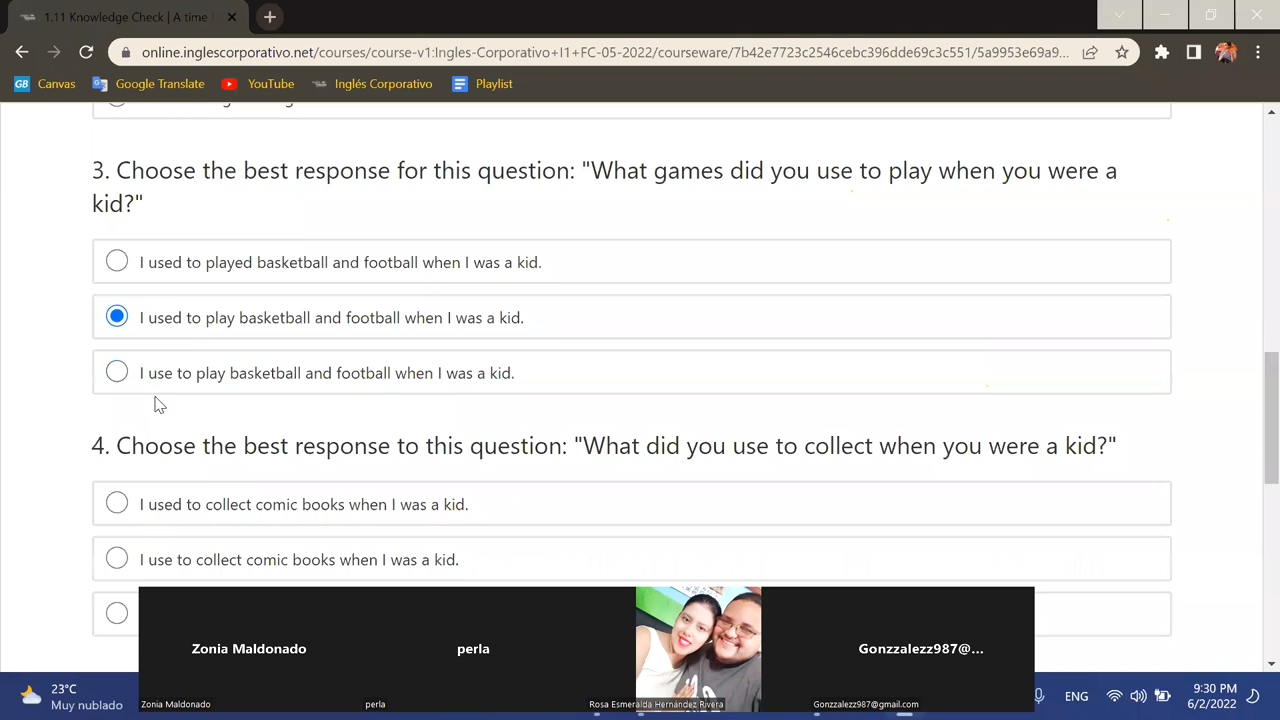 1.11 Knowledge Check | A time
online.inglescorporativo.net/courses/course-v1:Ingles-Corporativo+I1+FC-05-2022/courseware/7b42e7723c2546cebc396dde69c3c551/5a9953e69a9...
GB Canvas Google Translate YouTube Inglés Corporativo Playlist
3. Choose the best response for this question: "What games did you use to play when you were a
kid?"
I used to played basketball and football when I was a kid.
I used to play basketball and football when I was a kid.
I use to play basketball and football when I was a kid.
4. Choose the best response to this question: "What did you use to collect when you were a kid?"
I used to collect comic books when I was a kid.
I use to collect comic books when I was a kid.
Zonia Maldonado perla Gonzzalezz987@...
Zonia Maldonado perla Rosa Esmeralda Hernández Rivera Gonzzalezz987@gmail.com
23°C
Muy nublado
ENG
9:30 PM
6/2/2022